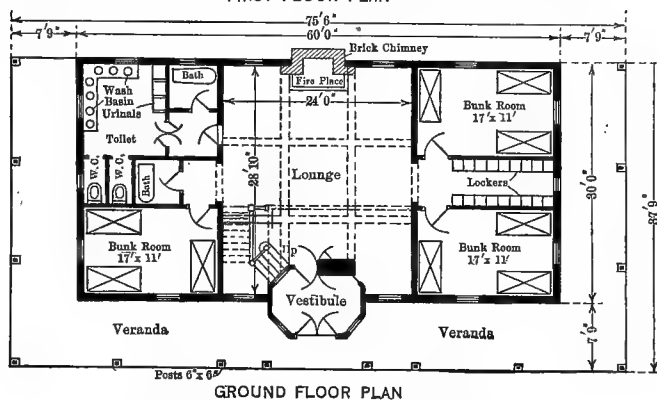 FIRST FLOOR PLAN
75'6"
7'9"
60'0"
7'9"
Brick Chimney
Bath
Fire Place
Wash
Basin
Urinals
24'0"
Bunk Room
17' x 11'
Toilet
W.C.
W.C.
Bath
28'10"
Lounge
Lockers
30'0"
37'9"
Bunk Room
17' x 11'
Up
Bunk Room
17' x 11'
Vestibule
Veranda
Veranda
7'9"
Posts 6" x 6"
GROUND FLOOR PLAN